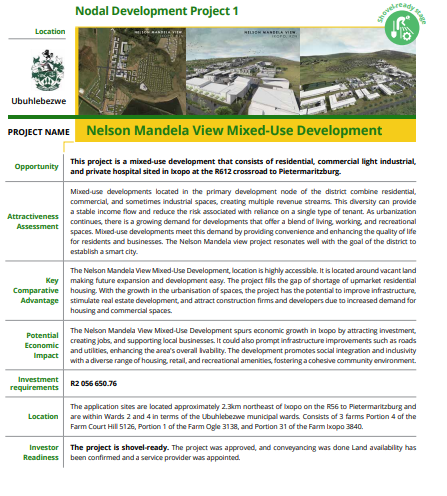 Nodal Development Project 1
Shovel ready stage
Location
NELSON MANDELA VIEW
NELSON MANDELA VIEW
Ubuhlebezwe
PROJECT NAME
Nelson Mandela View Mixed-Use Development
Opportunity
This project is a mixed-use development that consists of residential, commercial light industrial,
and private hospital sited in Ixopo at the R612 crossroad to Pietermaritzburg.
Attractiveness
Assessment
Mixed-use developments located in the primary development node of the district combine residential,
commercial, and sometimes industrial spaces, creating multiple revenue streams. This diversity can provide
a stable income flow and reduce the risk associated with reliance on a single type of tenant. As urbanization
continues, there is a growing demand for developments that offer a blend of living, working, and recreational
spaces. Mixed-use developments meet this demand by providing convenience and enhancing the quality of life
for residents and businesses. The Nelson Mandela view project resonates well with the goal of the district to
establish a smart city.
Key
Comparative
Advantage
The Nelson Mandela View Mixed-Use Development, location is highly accessible. It is located around vacant land
making future expansion and development easy. The project fills the gap of shortage of upmarket residential
housing. With the growth in the urbanisation of spaces, the project has the potential to improve infrastructure,
stimulate real estate development, and attract construction firms and developers due to increased demand for
housing and commercial spaces.
Potential
Economic
Impact
The Nelson Mandela View Mixed-Use Development spurs economic growth in Ixopo by attracting investment,
creating jobs, and supporting local businesses. It could also prompt infrastructure improvements such as roads
and utilities, enhancing the area's overall livability. The development promotes social integration and inclusivity
with a diverse range of housing, retail, and recreational amenities, fostering a cohesive community environment.
Investment
requirements
R2 056 650.76
Location
The application sites are located approximately 2.3km northeast of Ixopo on the R56 to Pietermaritzburg and
are within Wards 2 and 4 in terms of the Ubuhlebezwe municipal wards. Consists of 3 farms Portion 4 of the
Farm Court Hill 5126, Portion 1 of the Farm Ogle 3138, and Portion 31 of the Farm Ixopo 3840.
Investor
Readiness
The project is shovel-ready. The project was approved, and conveyancing was done Land availability has
been confirmed and a service provider was appointed.